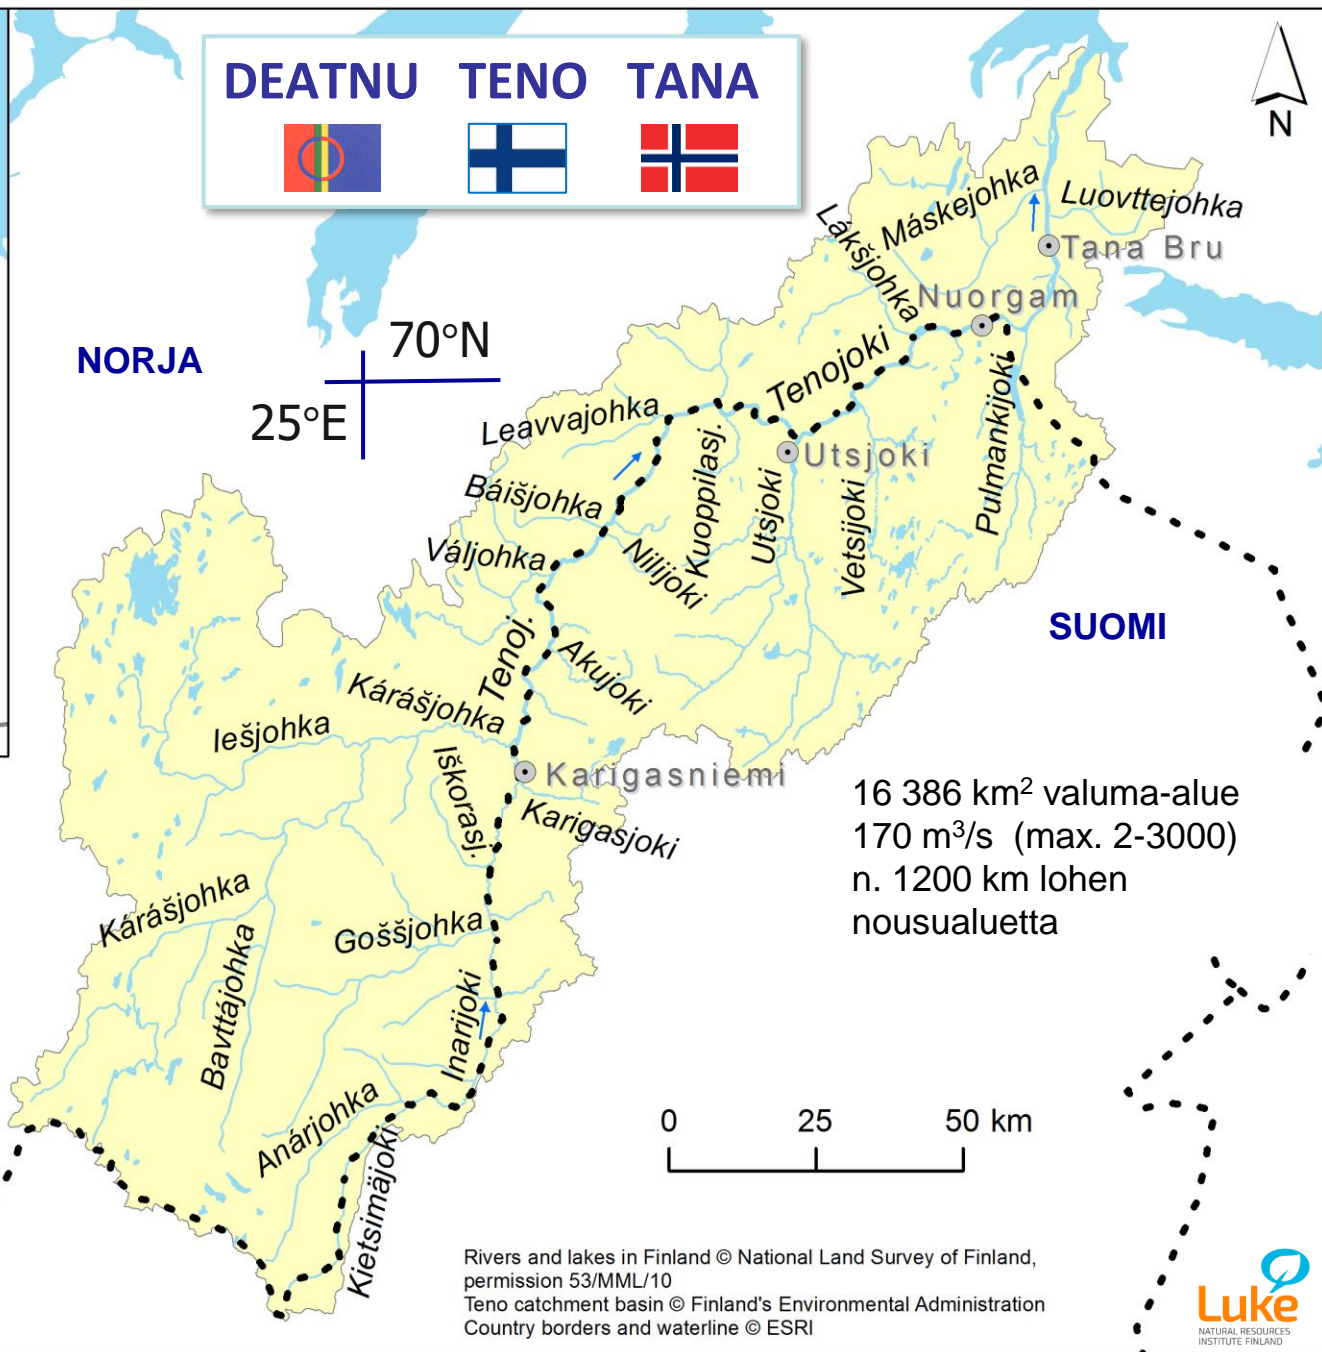 DEATNU TENO TANA
N
Luovttejohka
Máskejohka
Lákšjohka
Tana Bru
Nuorgam
70°N
25°E
NORJA
Tenojoki
Pulmankijoki
Leavvajohka
Utsjoki
Kuoppilasj.
Utsjoki
Vetsijoki
Báišjohka
Nilijoki
Váljohka
SUOMI
Tenoj.
Akujoki
Kárášjohka
Iešjohka
Iškorasj.
Karigasniemi
Karigasjoki
16 386 km² valuma-alue
170 m³/s (max. 2-3000)
n. 1200 km lohen
nousualuetta
Kárášjohka
Goššjohka
Bavttájohka
Inarijoki
Anárjohka
Kietsimäjoki
0 25 50 km
Rivers and lakes in Finland © National Land Survey of Finland,
permission 53/MML/10
Teno catchment basin © Finland's Environmental Administration
Country borders and waterline © ESRI
Luke
NATURAL RESOURCES
INSTITUTE FINLAND